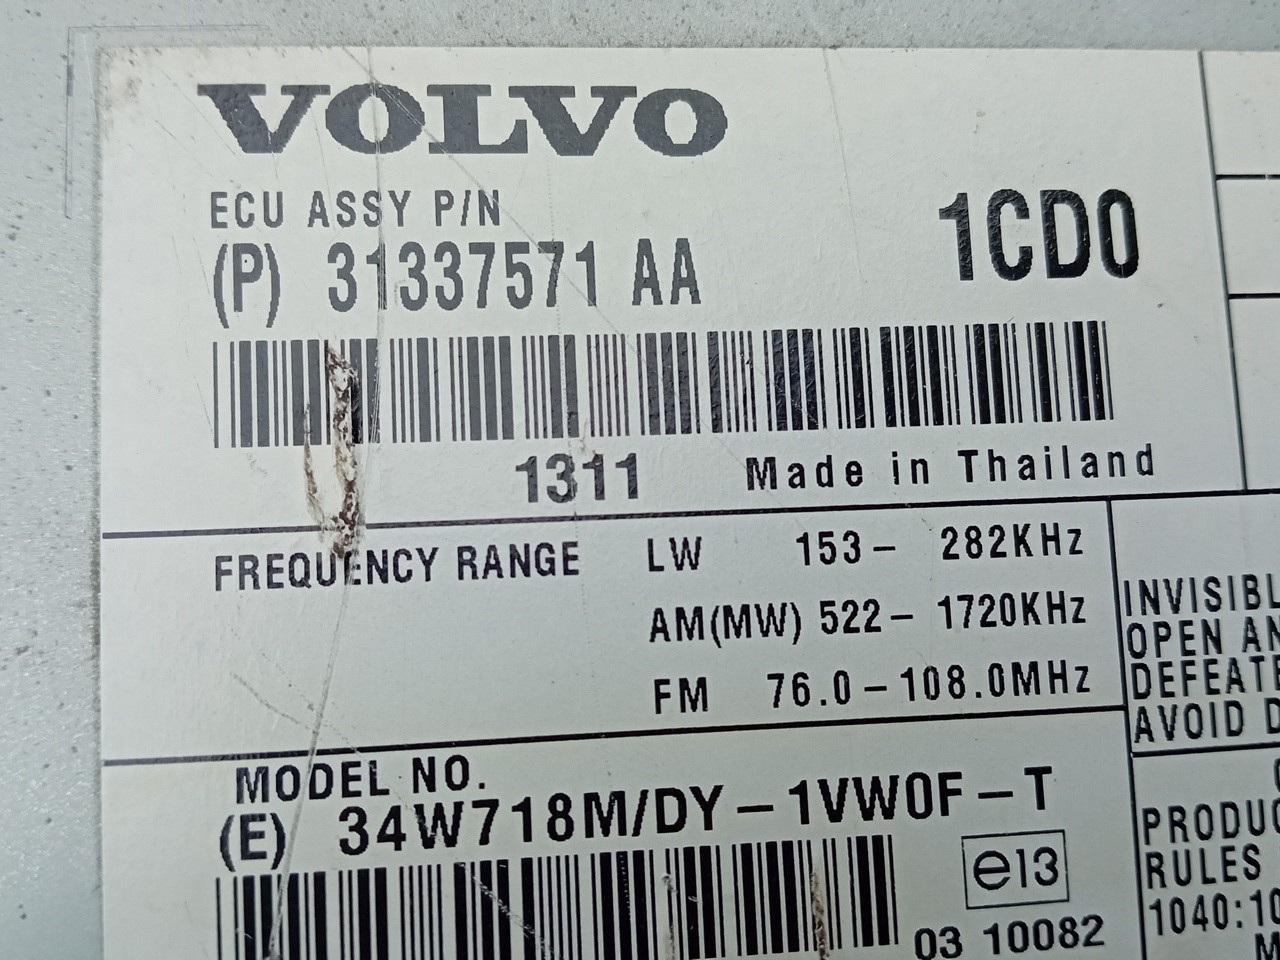 VOLVO
ECU ASSY P/N
(P) 31337571 AA
1CD0
1311 Made in Thailand
FREQUENCY RANGE LW 153 – 282KHz
AM(MW) 522 – 1720KHz
FM 76.0 – 108.0MHz
MODEL NO.
(E) 34W718M/DY – 1VW0F – T
e13
03 10082
INVISIBL
OPEN AN
DEFEATE
AVOID D
PRODUC
RULES
1040:10